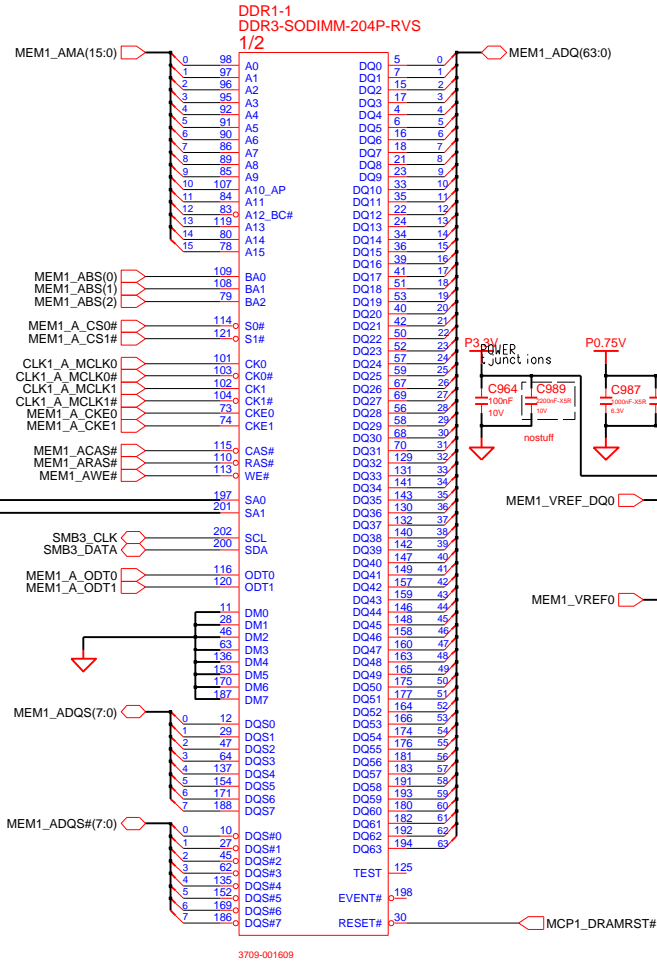 DDR1-1
DDR3-SODIMM-204P-RVS
1/2
MEM1_AMA(15:0)
0 98 A0
1 97 A1
2 96 A2
3 95 A3
4 92 A4
5 91 A5
6 90 A6
7 86 A7
8 89 A8
9 85 A9
10 107 A10_AP
11 84 A11
12 83 A12_BC#
13 119 A13
14 80 A14
15 78 A15
MEM1_ABS(0) 109 BA0
MEM1_ABS(1) 108 BA1
MEM1_ABS(2) 79 BA2
MEM1_A_CS0# 114 S0#
MEM1_A_CS1# 121 S1#
CLK1_A_MCLK0 101 CK0
CLK1_A_MCLK0# 103 CK0#
CLK1_A_MCLK1 102 CK1
CLK1_A_MCLK1# 104 CK1#
MEM1_A_CKE0 73 CKE0
MEM1_A_CKE1 74 CKE1
MEM1_ACAS# 115 CAS#
MEM1_ARAS# 110 RAS#
MEM1_AWE# 113 WE#
197 SA0
201 SA1
SMB3_CLK 202 SCL
SMB3_DATA 200 SDA
MEM1_A_ODT0 116 ODT0
MEM1_A_ODT1 120 ODT1
11 DM0
28 DM1
46 DM2
63 DM3
136 DM4
153 DM5
170 DM6
187 DM7
MEM1_ADQS(7:0)
0 12 DQS0
1 29 DQS1
2 47 DQS2
3 64 DQS3
4 137 DQS4
5 154 DQS5
6 171 DQS6
7 188 DQS7
MEM1_ADQS#(7:0)
0 10 DQS#0
1 27 DQS#1
2 45 DQS#2
3 62 DQS#3
4 135 DQS#4
5 152 DQS#5
6 169 DQS#6
7 186 DQS#7
MEM1_ADQ(63:0)
DQ0 5 0
DQ1 7 1
DQ2 15 2
DQ3 17 3
DQ4 4 4
DQ5 6 5
DQ6 16 6
DQ7 18 7
DQ8 21 8
DQ9 23 9
DQ10 33 10
DQ11 35 11
DQ12 22 12
DQ13 24 13
DQ14 34 14
DQ15 36 15
DQ16 39 16
DQ17 41 17
DQ18 51 18
DQ19 53 19
DQ20 40 20
DQ21 42 21
DQ22 50 22
DQ23 52 23
DQ24 57 24
DQ25 59 25
DQ26 67 26
DQ27 69 27
DQ28 56 28
DQ29 58 29
DQ30 68 30
DQ31 70 31
DQ32 129 32
DQ33 131 33
DQ34 141 34
DQ35 143 35
DQ36 130 36
DQ37 132 37
DQ38 140 38
DQ39 142 39
DQ40 147 40
DQ41 149 41
DQ42 157 42
DQ43 159 43
DQ44 146 44
DQ45 148 45
DQ46 158 46
DQ47 160 47
DQ48 163 48
DQ49 165 49
DQ50 175 50
DQ51 177 51
DQ52 164 52
DQ53 166 53
DQ54 174 54
DQ55 176 55
DQ56 181 56
DQ57 183 57
DQ58 191 58
DQ59 193 59
DQ60 180 60
DQ61 182 61
DQ62 192 62
DQ63 194 63
TEST 125
EVENT# 198
RESET# 30
MCP1_DRAMRST#
3709-001609
P3.3V
POWER
junctions
C964
100nF
10V
C989
2200nF-X5R
10V
nostuff
P0.75V
C987
1000nF-X5R
6.3V
MEM1_VREF_DQ0
MEM1_VREF0